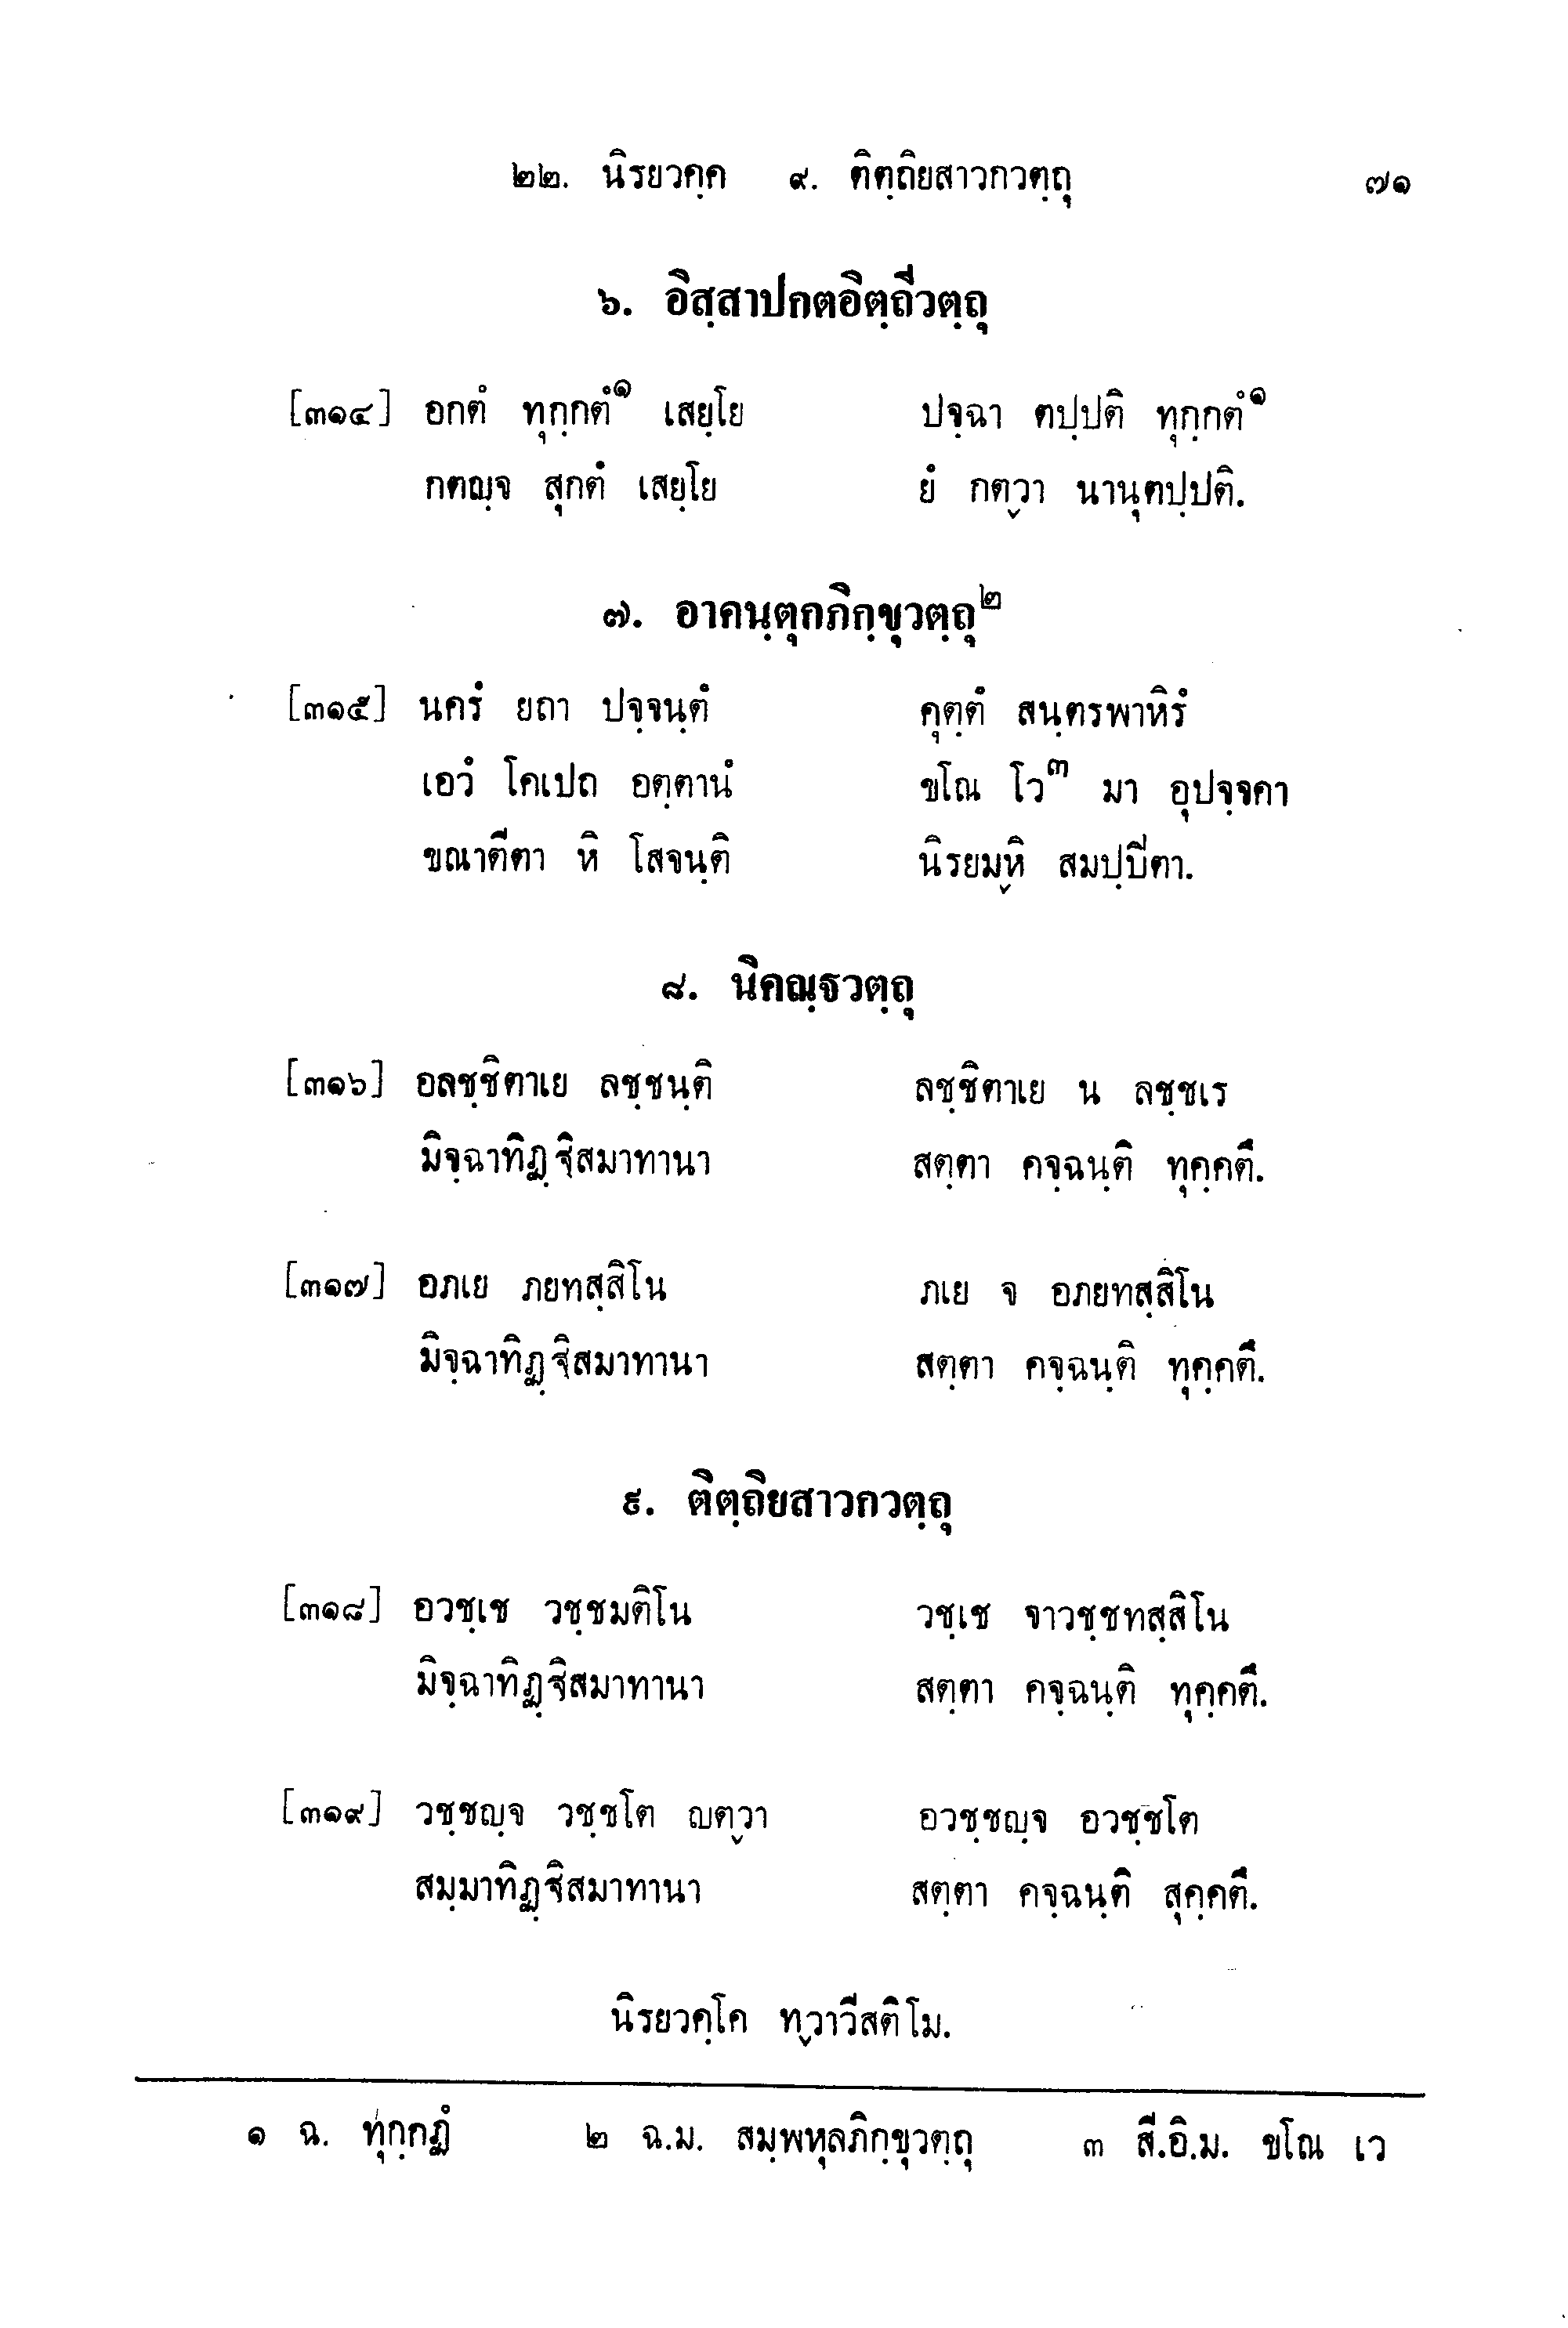 ๒๒. นิรยวคฺค ๙. ติตฺถิยสาวกวตฺถุ ๗๑
๖. อิสฺสาปกตอิตฺถีวตฺถุ
[๓๑๔] อกตํ ทุกฺกตํ๑ เสยฺโย ปจฺฉา ตปฺปติ ทุกฺกตํ๑
กตญฺจ สุกตํ เสยฺโย ยํ กตฺวา นานุตปฺปติ.
๗. อาคนฺตุกภิกฺขุวตฺถุ๒
[๓๑๕] นครํ ยถา ปจฺจนฺตํ คุตฺตํ สนฺตรพาหิรํ
เอวํ โคเปถ อตฺตานํ ขโณ โว๓ มา อุปจฺจคา
ขณาตีตา หิ โสจนฺติ นิรยมฺหิ สมปฺปิตา.
๘. นิคณฺฐวตฺถุ
[๓๑๖] อลชฺชิตาเย ลชฺชนฺติ ลชฺชิตาเย น ลชฺชเร
มิจฺฉาทิฏฺฐิสมาทานา สตฺตา คจฺฉนฺติ ทุคฺคตึ.
[๓๑๗] อภเย ภยทสฺสิโน ภเย จ อภยทสฺสิโน
มิจฺฉาทิฏฺฐิสมาทานา สตฺตา คจฺฉนฺติ ทุคฺคตึ.
๙. ติตฺถิยสาวกวตฺถุ
[๓๑๘] อวชฺเช วชฺชมติโน วชฺเช จาวชฺชทสฺสิโน
มิจฺฉาทิฏฺฐิสมาทานา สตฺตา คจฺฉนฺติ ทุคฺคตึ.
[๓๑๙] วชฺชญฺจ วชฺชโต ญตฺวา อวชฺชญฺจ อวชฺชโต
สมฺมาทิฏฺฐิสมาทานา สตฺตา คจฺฉนฺติ สุคฺคตึ.
นิรยวคฺโค ทฺวาวีสติโม.
๑ ฉ. ทุกฺกฏํ ๒ ฉ.ม. สมฺพหุลภิกฺขุวตฺถุ ๓ สี.อิ.ม. ขโณ เว